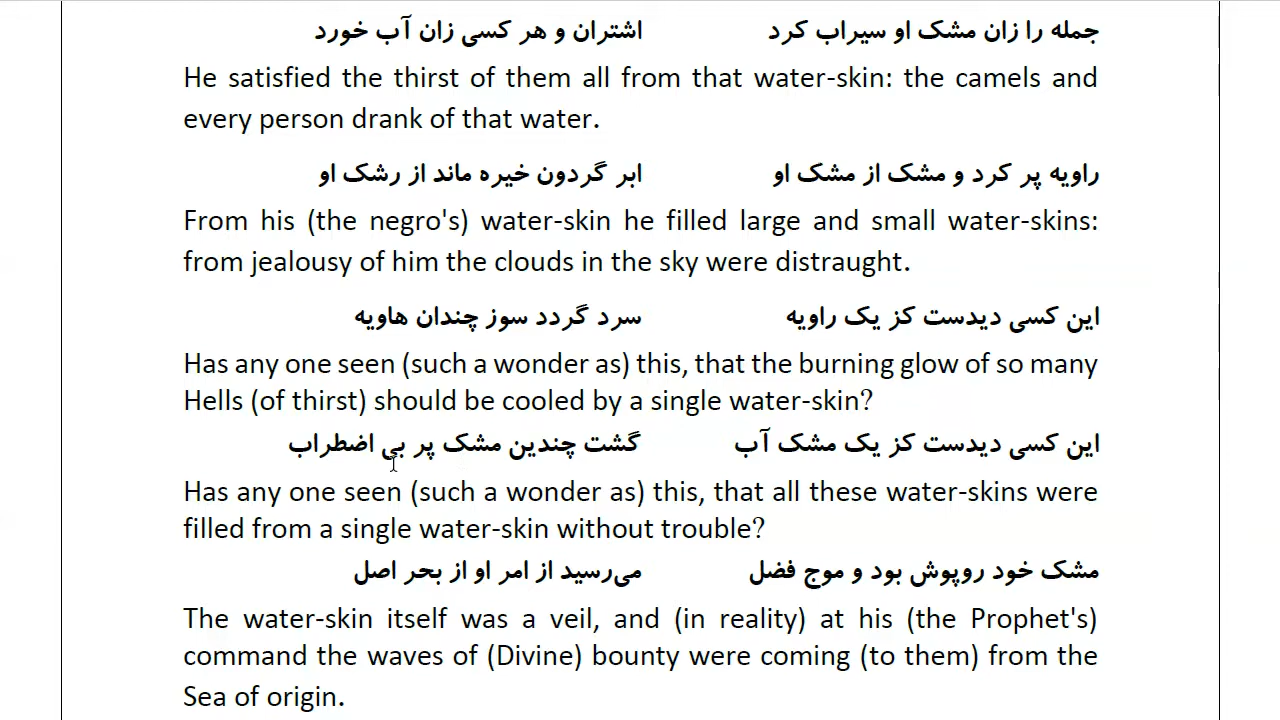 جمله را زان مشک او سیراب کرد اشتران و هر کسی زان آب خورد
He satisfied the thirst of them all from that water-skin: the camels and
every person drank of that water.
راویه پر کرد و مشک از مشک او ابر گردون خیره ماند از رشک او
From his (the negro's) water-skin he filled large and small water-skins:
from jealousy of him the clouds in the sky were distraught.
این کسی دیدست کز یک راویه سرد گردد سوز چندان هاویه
Has any one seen (such a wonder as) this, that the burning glow of so many
Hells (of thirst) should be cooled by a single water-skin?
این کسی دیدست کز یک مشک آب گشت چندین مشک پر بی اضطراب
Has any one seen (such a wonder as) this, that all these water-skins were
filled from a single water-skin without trouble?
مشک خود روپوش بود و موج فضل می‌رسید از امر او از بحر اصل
The water-skin itself was a veil, and (in reality) at his (the Prophet's)
command the waves of (Divine) bounty were coming (to them) from the
Sea of origin.